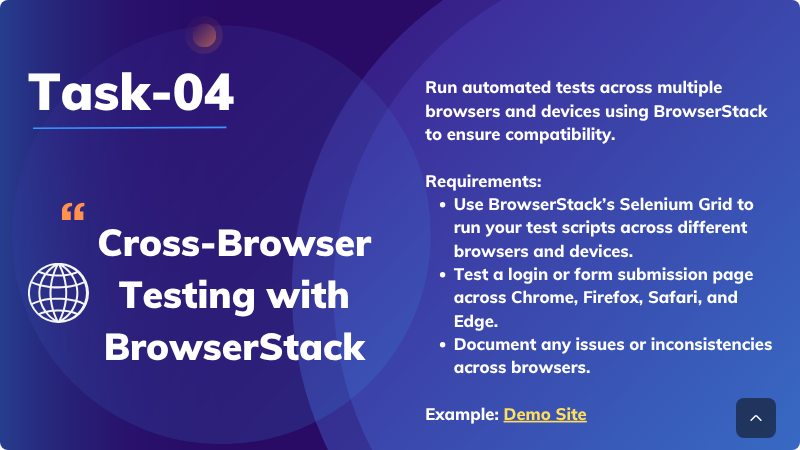 Task-04
“
Cross-Browser
Testing with
BrowserStack
Run automated tests across multiple
browsers and devices using BrowserStack
to ensure compatibility.
Requirements:
• Use BrowserStack’s Selenium Grid to
run your test scripts across different
browsers and devices.
• Test a login or form submission page
across Chrome, Firefox, Safari, and
Edge.
• Document any issues or inconsistencies
across browsers.
Example: Demo Site